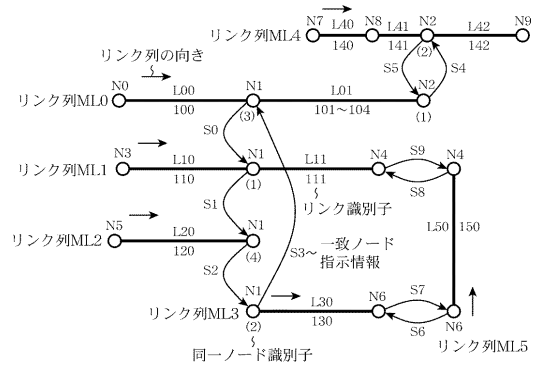 N7 L40 N8 L41 N2 L42 N9
リンク列ML4 140 141 (2) 142
リンク列の向き
S5 S4
N0 L00 N1 L01 N2
リンク列ML0 100 (3) 101〜104 (1)
S0
N3 L10 N1 L11 N4 S9 N4
リンク列ML1 110 (1) 111 S8
リンク識別子
S1
N5 L20 N1 L50 150
リンク列ML2 120 (4)
S3〜一致ノード
指示情報
S2
N1 L30 N6 S7
リンク列ML3 (2) 130 S6 N6
同一ノード識別子
リンク列ML5